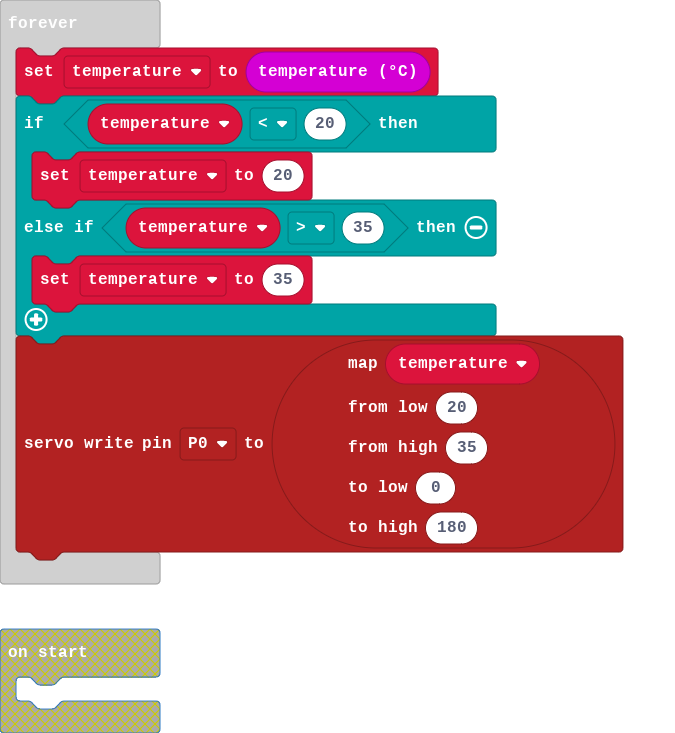 forever
set temperature to temperature (°C)
if temperature < 20 then
set temperature to 20
else if temperature > 35 then
set temperature to 35
map temperature
from low 20
from high 35
servo write pin P0 to
to low 0
to high 180
on start